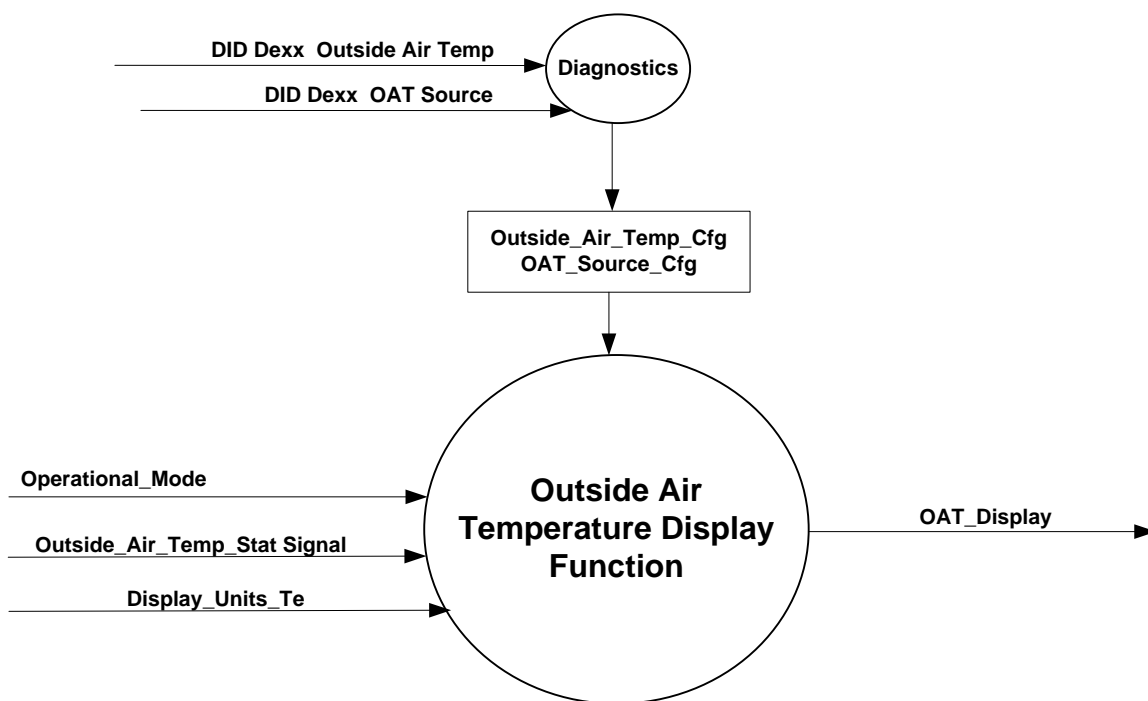 DID Dexx  Outside Air Temp
Diagnostics
DID Dexx  OAT Source
Outside_Air_Temp_Cfg
OAT_Source_Cfg
Operational_Mode
Outside_Air_Temp_Stat Signal
Display_Units_Te
Outside Air
Temperature Display
Function
OAT_Display